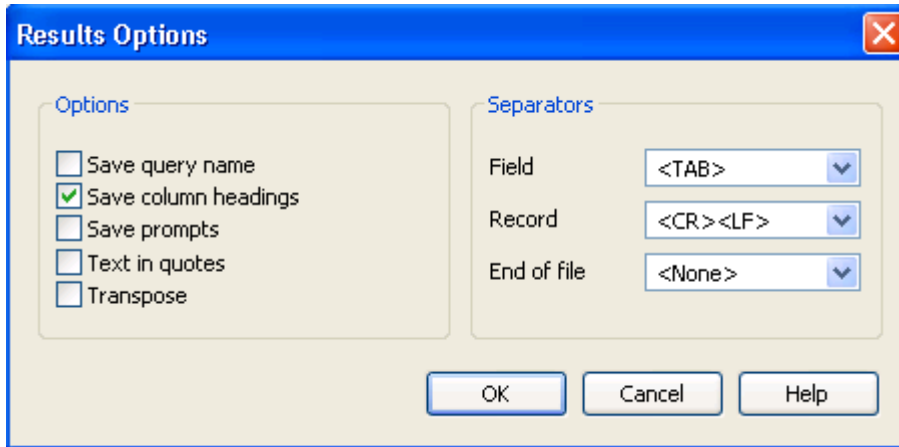 Results Options
Options
Save query name
Save column headings
Save prompts
Text in quotes
Transpose
Separators
Field <TAB>
Record <CR><LF>
End of file <None>
OK Cancel Help